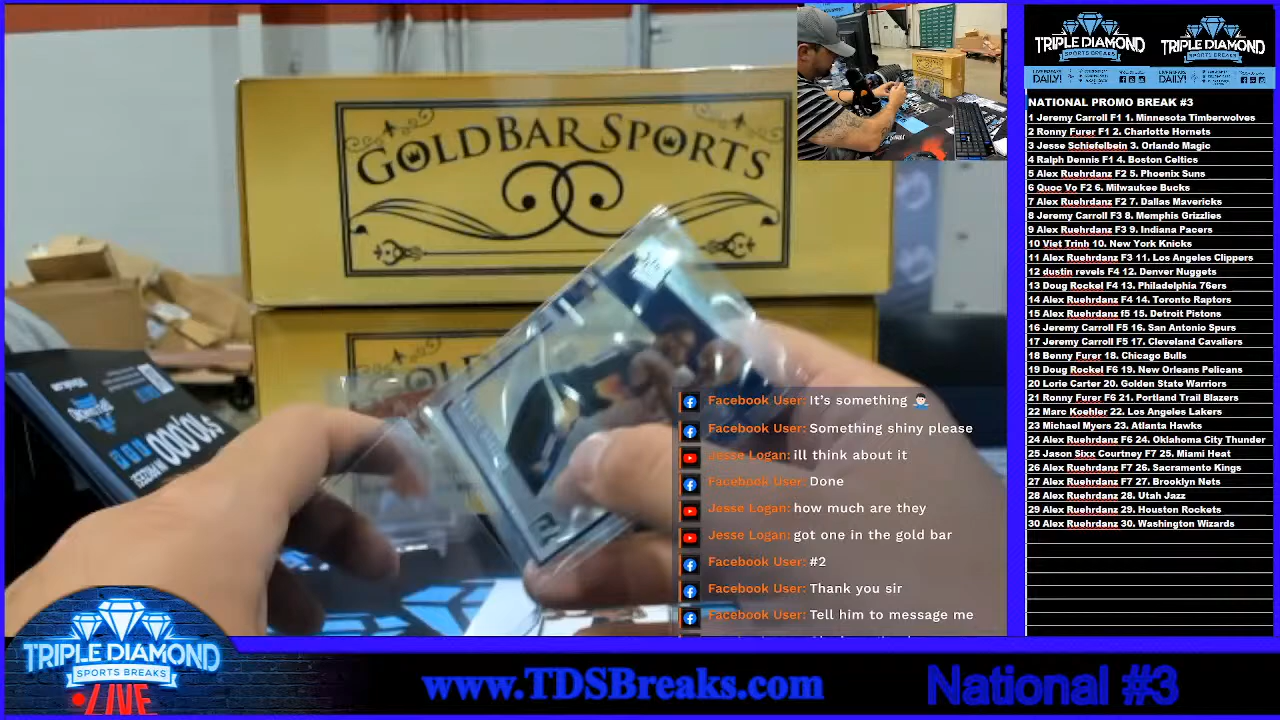 GOLDBAR SPORTS
GOL
$10,000
TRIPLE DIAMOND
SPORTS BREAKS
TRIPLE DIAMOND
SPORTS BREAKS
LIVE BREAKS
DAILY!
LIVE BREAKS
DAILY!
NATIONAL PROMO BREAK #3
1 Jeremy Carroll F1 1. Minnesota Timberwolves
2 Ronny Furer F1 2. Charlotte Hornets
3 Jesse Schiefelbein 3. Orlando Magic
4 Ralph Dennis F1 4. Boston Celtics
5 Alex Ruehrdanz F2 5. Phoenix Suns
6 Quoc Vo F2 6. Milwaukee Bucks
7 Alex Ruehrdanz F2 7. Dallas Mavericks
8 Jeremy Carroll F3 8. Memphis Grizzlies
9 Alex Ruehrdanz F3 9. Indiana Pacers
10 Viet Trinh 10. New York Knicks
11 Alex Ruehrdanz F3 11. Los Angeles Clippers
12 dustin revels F4 12. Denver Nuggets
13 Doug Rockel F4 13. Philadelphia 76ers
14 Alex Ruehrdanz F4 14. Toronto Raptors
15 Alex Ruehrdanz f5 15. Detroit Pistons
16 Jeremy Carroll F5 16. San Antonio Spurs
17 Jeremy Carroll F5 17. Cleveland Cavaliers
18 Benny Furer 18. Chicago Bulls
19 Doug Rockel F6 19. New Orleans Pelicans
20 Lorie Carter 20. Golden State Warriors
21 Ronny Furer F6 21. Portland Trail Blazers
22 Marc Koehler 22. Los Angeles Lakers
23 Michael Myers 23. Atlanta Hawks
24 Alex Ruehrdanz F6 24. Oklahoma City Thunder
25 Jason Sixx Courtney F7 25. Miami Heat
26 Alex Ruehrdanz F7 26. Sacramento Kings
27 Alex Ruehrdanz F7 27. Brooklyn Nets
28 Alex Ruehrdanz 28. Utah Jazz
29 Alex Ruehrdanz 29. Houston Rockets
30 Alex Ruehrdanz 30. Washington Wizards
Facebook User: It's something 🤷🏻‍♂️
Facebook User: Something shiny please
Jesse Logan: ill think about it
Facebook User: Done
Jesse Logan: how much are they
Jesse Logan: got one in the gold bar
Facebook User: #2
Facebook User: Thank you sir
Facebook User: Tell him to message me
TRIPLE DIAMOND
SPORTS BREAKS
LIVE
www.TDSBreaks.com
National #3